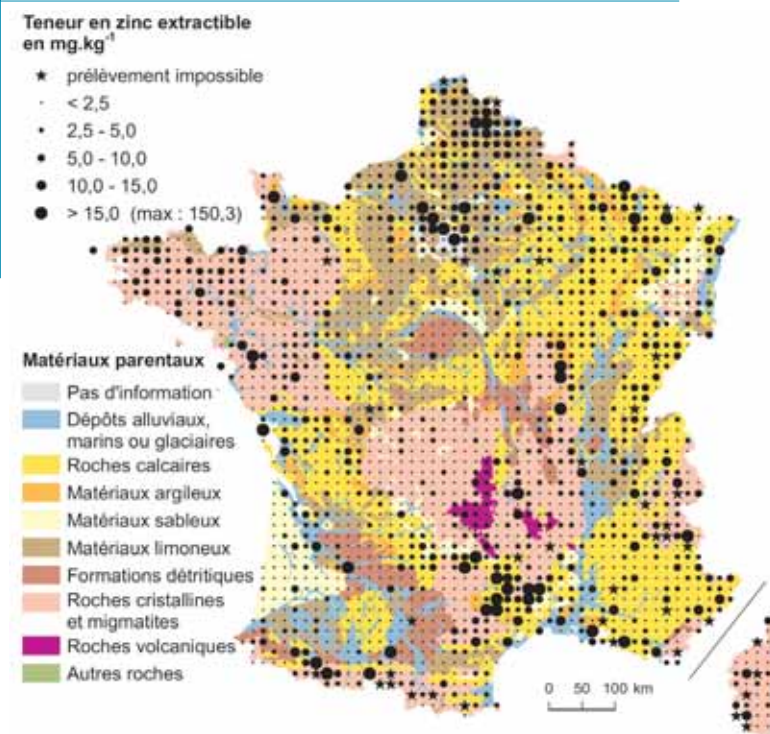 Teneur en zinc extractible
en mg.kg⁻¹
prélèvement impossible
< 2,5
2,5 - 5,0
5,0 - 10,0
10,0 - 15,0
> 15,0 (max : 150,3)
Matériaux parentaux
Pas d'information
Dépôts alluviaux,
marins ou glaciaires
Roches calcaires
Matériaux argileux
Matériaux sableux
Matériaux limoneux
Formations détritiques
Roches cristallines
et migmatites
Roches volcaniques
Autres roches
0 50 100 km